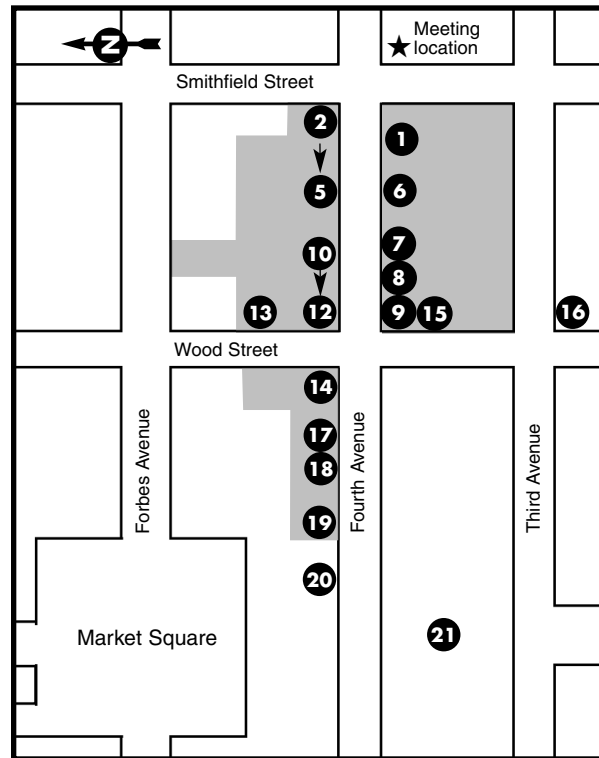 Meeting
location
N
Smithfield Street
2
1
5
6
7
10
8
13
12
9
15
16
Wood Street
14
17
18
19
Forbes Avenue
Fourth Avenue
Third Avenue
20
21
Market Square